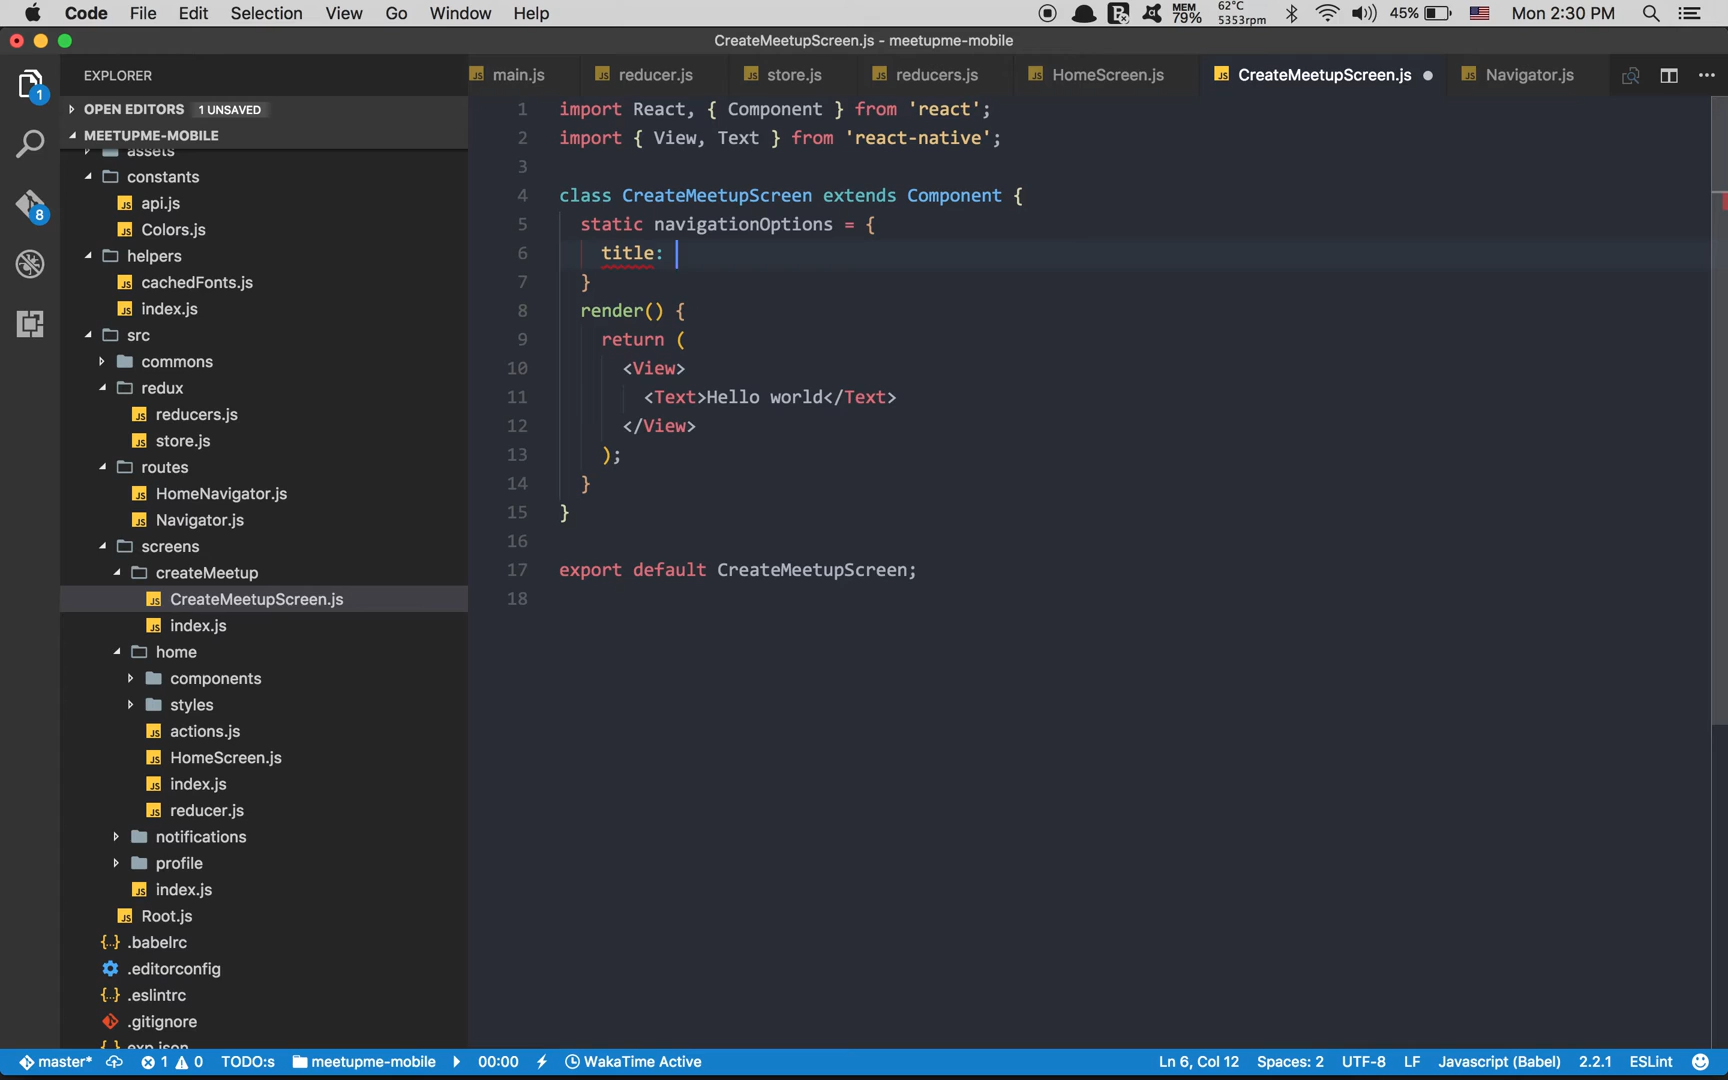 Code File Edit Selection View Go Window Help MEM 79% 62°C 5353rpm 45% Mon 2:30 PM
CreateMeetupScreen.js - meetupme-mobile
EXPLORER
main.js reducer.js store.js reducers.js HomeScreen.js CreateMeetupScreen.js Navigator.js
1
OPEN EDITORS 1 UNSAVED
MEETUPME-MOBILE
assets
constants
api.js
Colors.js
helpers
cachedFonts.js
index.js
src
commons
redux
reducers.js
store.js
routes
HomeNavigator.js
Navigator.js
screens
createMeetup
CreateMeetupScreen.js
index.js
home
components
styles
actions.js
HomeScreen.js
index.js
reducer.js
notifications
profile
index.js
Root.js
.babelrc
.editorconfig
.eslintrc
.gitignore
exp.json
8
1 import React, { Component } from 'react';
2 import { View, Text } from 'react-native';
3
4 class CreateMeetupScreen extends Component {
5 static navigationOptions = {
6 title:
7 }
8 render() {
9 return (
10 <View>
11 <Text>Hello world</Text>
12 </View>
13 );
14 }
15 }
16
17 export default CreateMeetupScreen;
18
master* 1 0 TODO:s meetupme-mobile 00:00 WakaTime Active Ln 6, Col 12 Spaces: 2 UTF-8 LF Javascript (Babel) 2.2.1 ESLint